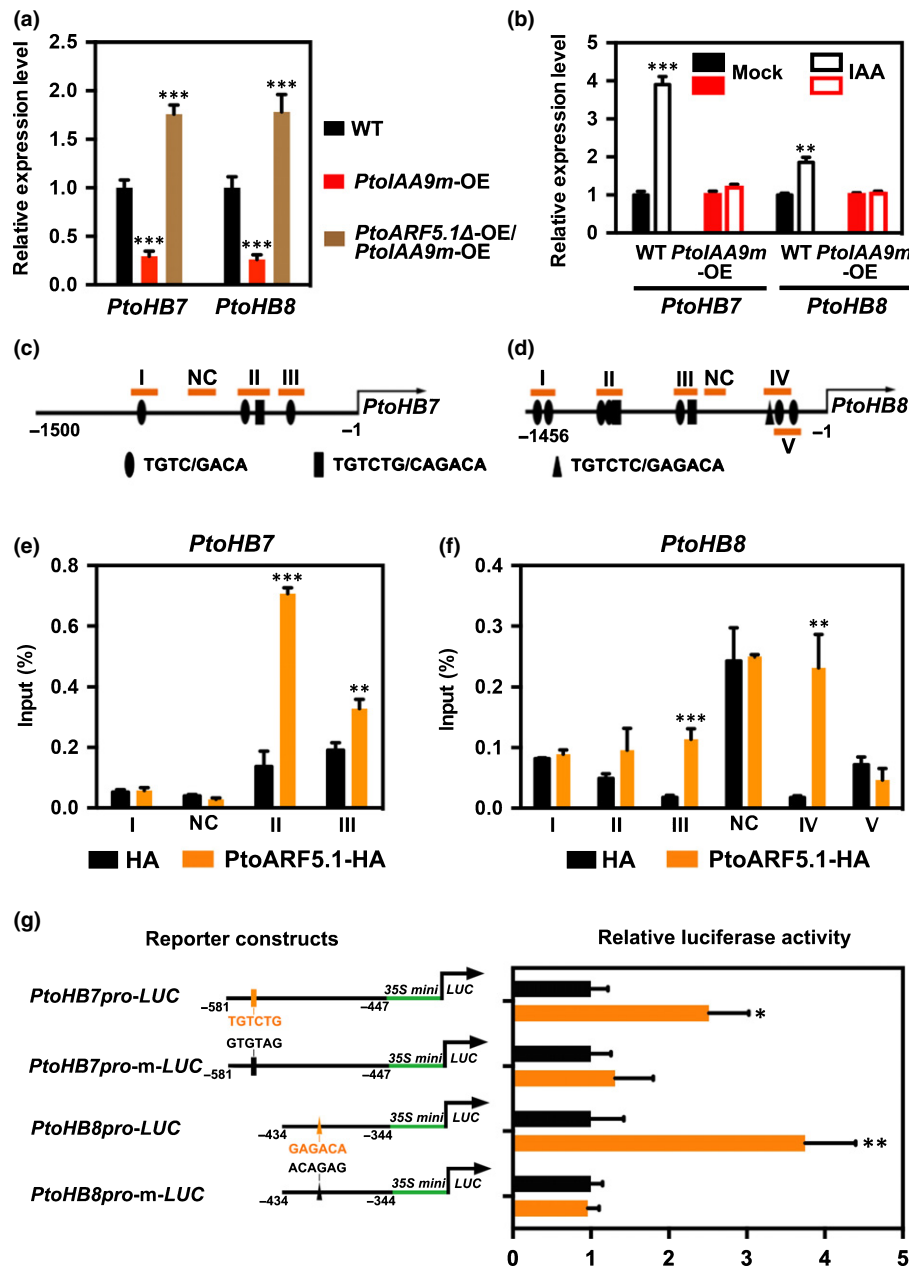 (a)
Relative expression level
2.5
2.0
1.5
1.0
0.5
0.0
***
***
***
***
PtoHB7
PtoHB8
WT
PtoIAA9m-OE
PtoARF5.1Δ-OE/
PtoIAA9m-OE
(b)
Relative expression level
5
4
3
2
1
0
***
**
Mock
IAA
WT PtoIAA9m
-OE
WT PtoIAA9m
-OE
PtoHB7
PtoHB8
(c)
I
NC
II
III
PtoHB7
−1500
−1
(d)
I
II
III
NC
IV
PtoHB8
−1456
V
−1
TGTC/GACA
TGTCTG/CAGACA
TGTCTC/GAGACA
(e)
PtoHB7
Input (%)
0.8
0.6
0.4
0.2
0.0
***
**
I
NC
II
III
HA
PtoARF5.1-HA
(f)
PtoHB8
Input (%)
0.3
0.2
0.1
0.0
***
**
I
II
III
NC
IV
V
HA
PtoARF5.1-HA
(g)
Reporter constructs
Relative luciferase activity
PtoHB7pro-LUC
−581
TGTCTG
−447
35S mini
LUC
*
GTGTAG
PtoHB7pro-m-LUC
−581
−447
35S mini
LUC
PtoHB8pro-LUC
−434
GAGACA
−344
35S mini
LUC
**
ACAGAG
PtoHB8pro-m-LUC
−434
−344
35S mini
LUC
0
1
2
3
4
5